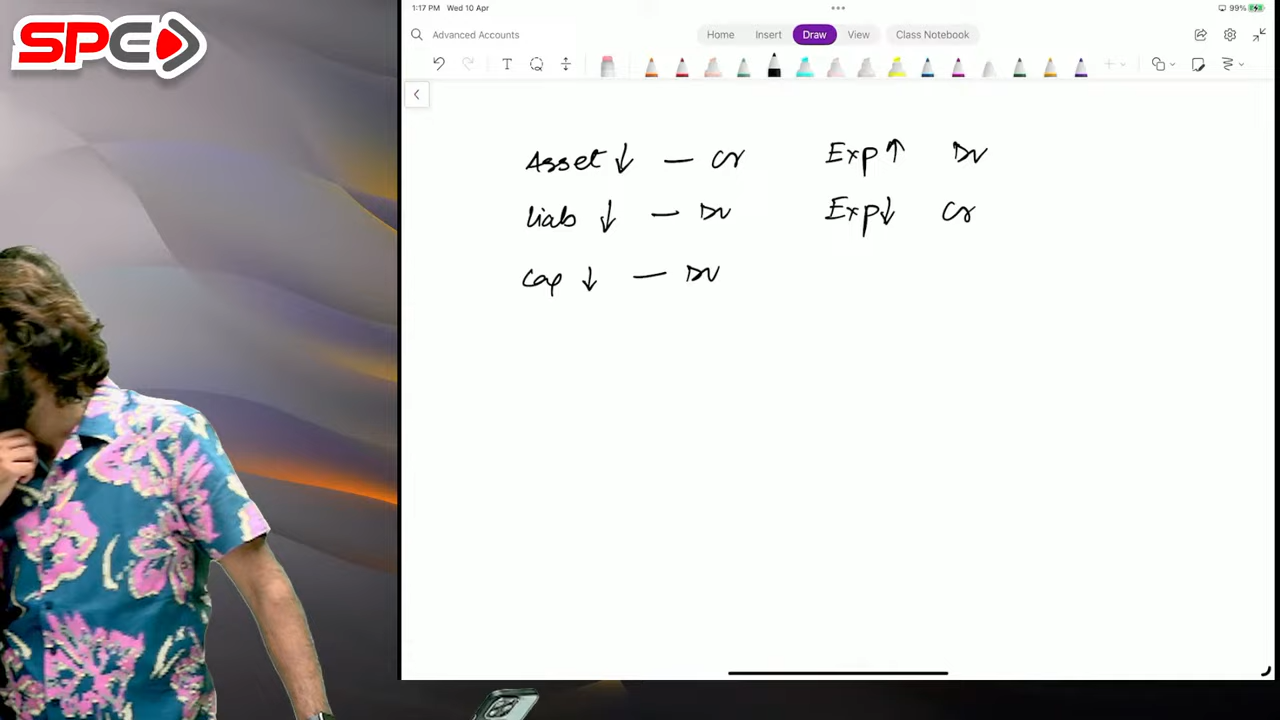 SPC
1:17 PM Wed 10 Apr
99%
Advanced Accounts
Home Insert Draw View Class Notebook
T
Asset ↓ — Cr Exp ↑ Dr
liab ↓ — Dr Exp ↓ Cr
Cap ↓ — Dr